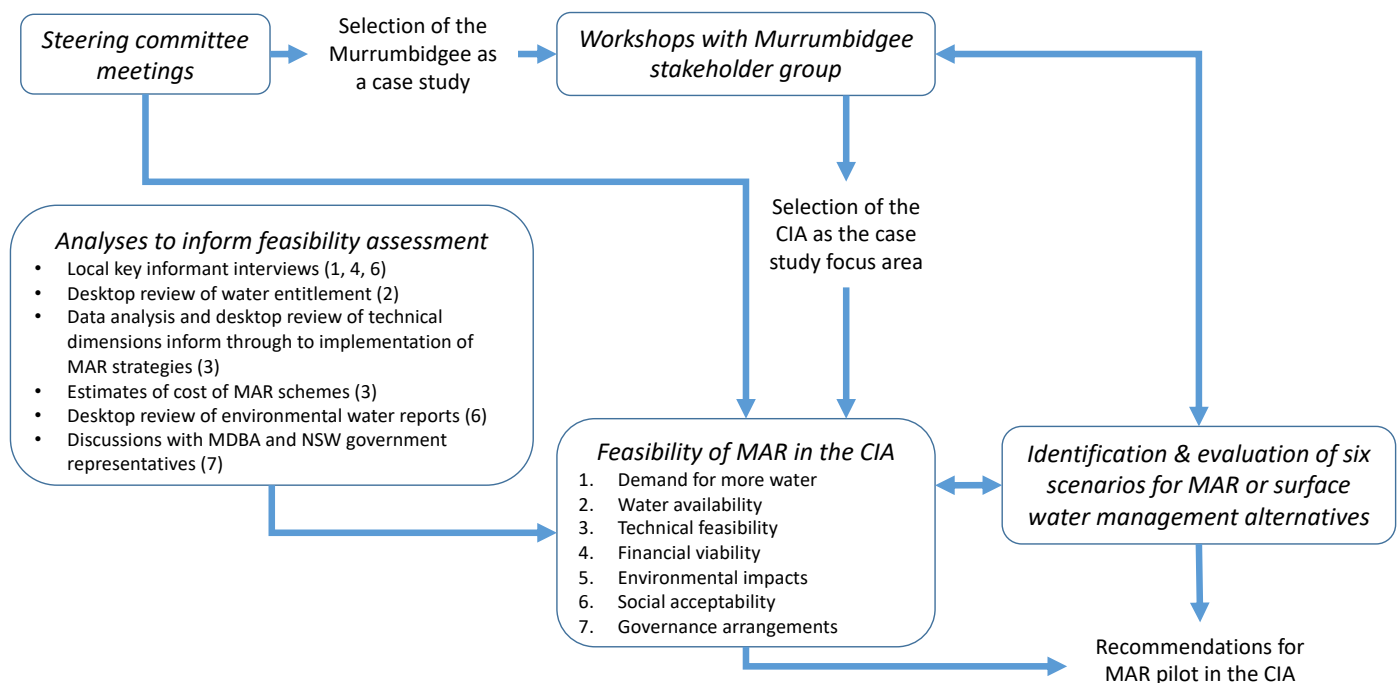 Steering committee
meetings
Selection of the
Murrumbidgee as
a case study
Workshops with Murrumbidgee
stakeholder group
Selection of the
CIA as the case
study focus area
Analyses to inform feasibility assessment
• Local key informant interviews (1, 4, 6)
• Desktop review of water entitlement (2)
• Data analysis and desktop review of technical
dimensions inform through to implementation of
MAR strategies (3)
• Estimates of cost of MAR schemes (3)
• Desktop review of environmental water reports (6)
• Discussions with MDBA and NSW government
representatives (7)
Feasibility of MAR in the CIA
1. Demand for more water
2. Water availability
3. Technical feasibility
4. Financial viability
5. Environmental impacts
6. Social acceptability
7. Governance arrangements
Identification & evaluation of six
scenarios for MAR or surface
water management alternatives
Recommendations for
MAR pilot in the CIA